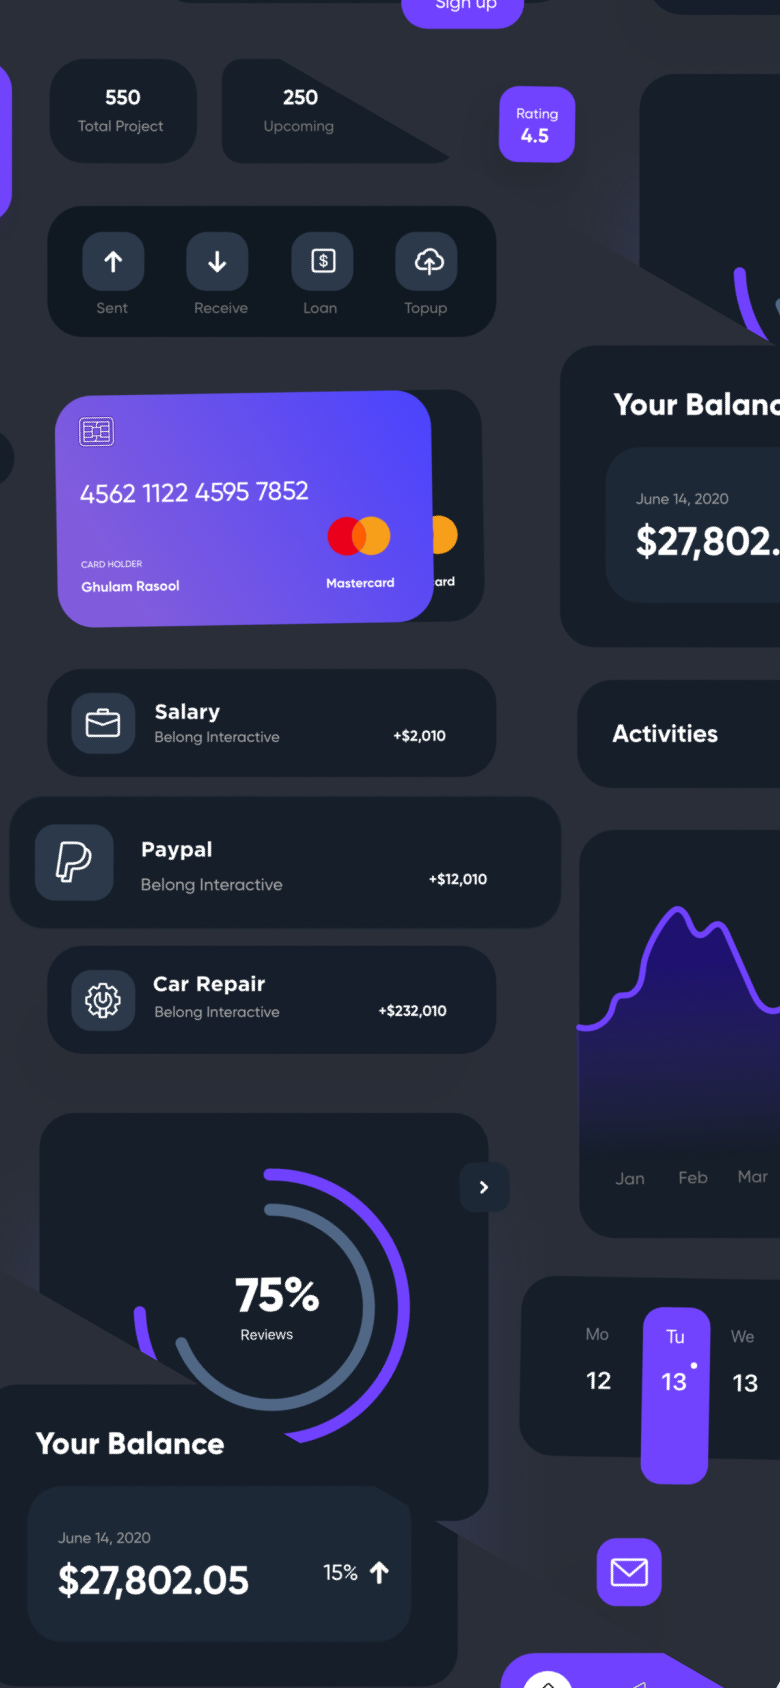 Sign up
550
Total Project
250
Upcoming
Rating
4.5
Sent
Receive
$
Loan
Topup
4562 1122 4595 7852
CARD HOLDER
Ghulam Rasool
Mastercard
ard
Your Balanc
June 14, 2020
$27,802.
Salary
Belong Interactive
+$2,010
Activities
Paypal
Belong Interactive
+$12,010
Car Repair
Belong Interactive
+$232,010
Jan Feb Mar
75%
Reviews
Mo Tu We
12 13 13
Your Balance
June 14, 2020
$27,802.05
15%